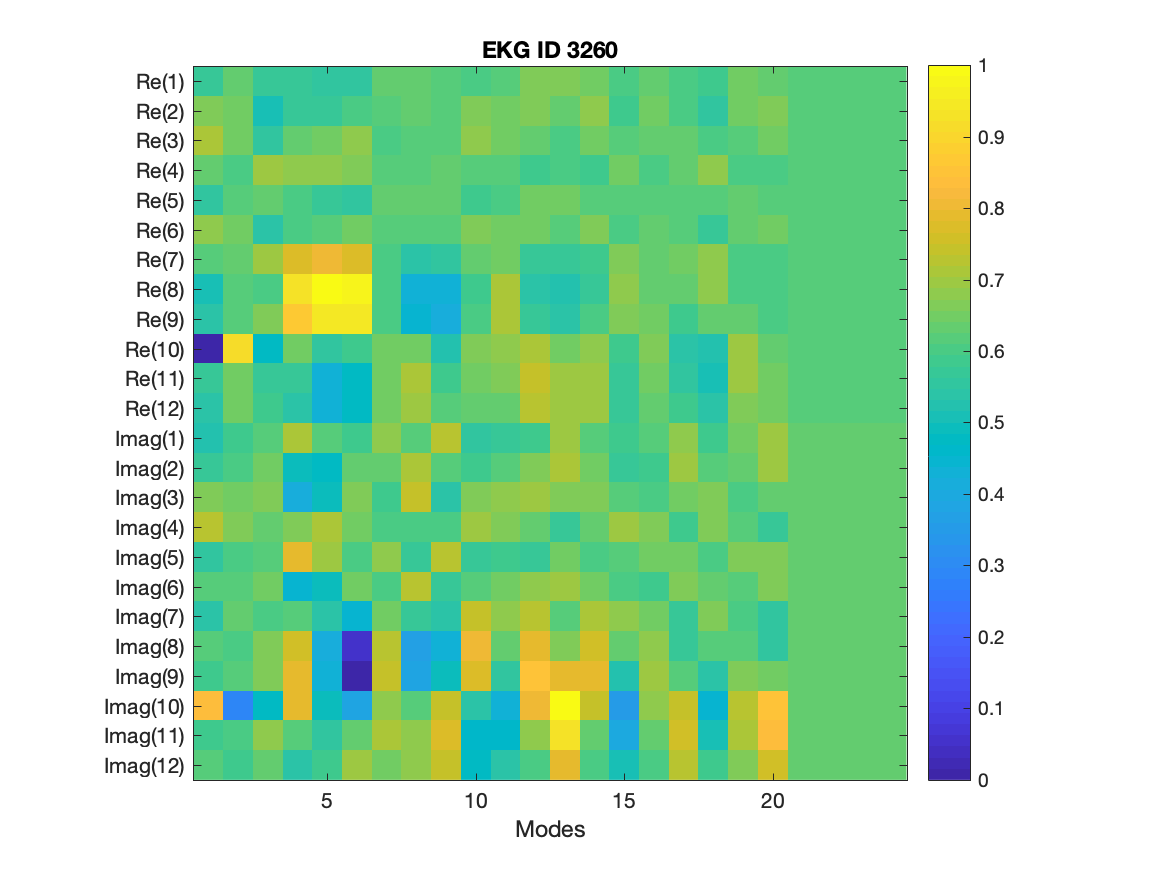 EKG ID 3260
Re(1)
Re(2)
Re(3)
Re(4)
Re(5)
Re(6)
Re(7)
Re(8)
Re(9)
Re(10)
Re(11)
Re(12)
Imag(1)
Imag(2)
Imag(3)
Imag(4)
Imag(5)
Imag(6)
Imag(7)
Imag(8)
Imag(9)
Imag(10)
Imag(11)
Imag(12)
5 10 15 20
Modes
1
0.9
0.8
0.7
0.6
0.5
0.4
0.3
0.2
0.1
0